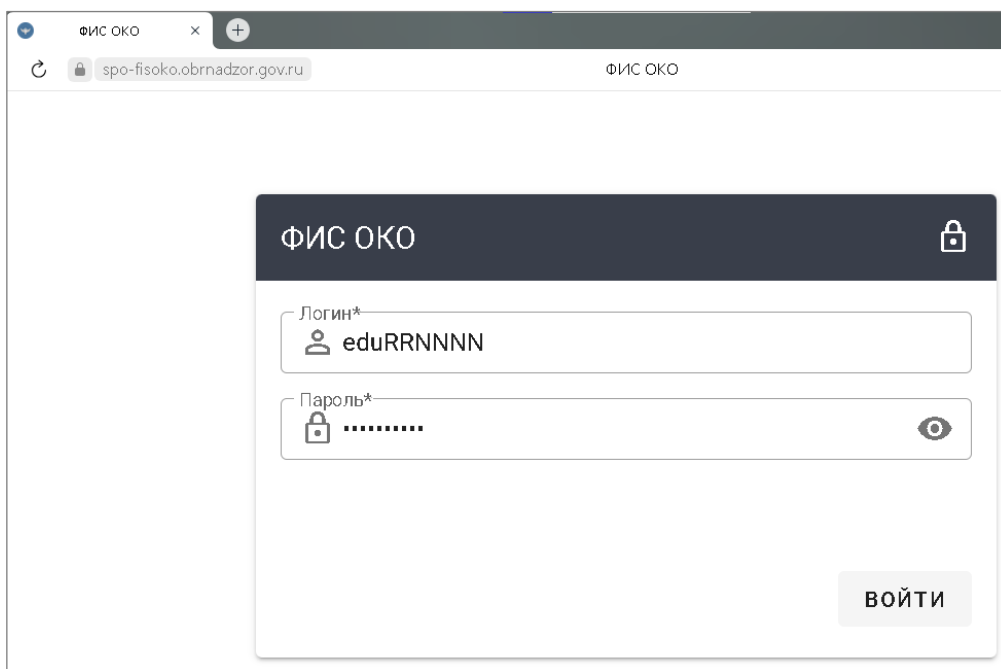 ФИС ОКО
spo-fisoko.obrnadzor.gov.ru ФИС ОКО
ФИС ОКО
Логин*
eduRRNNNN
Пароль*
••••••••••
ВОЙТИ